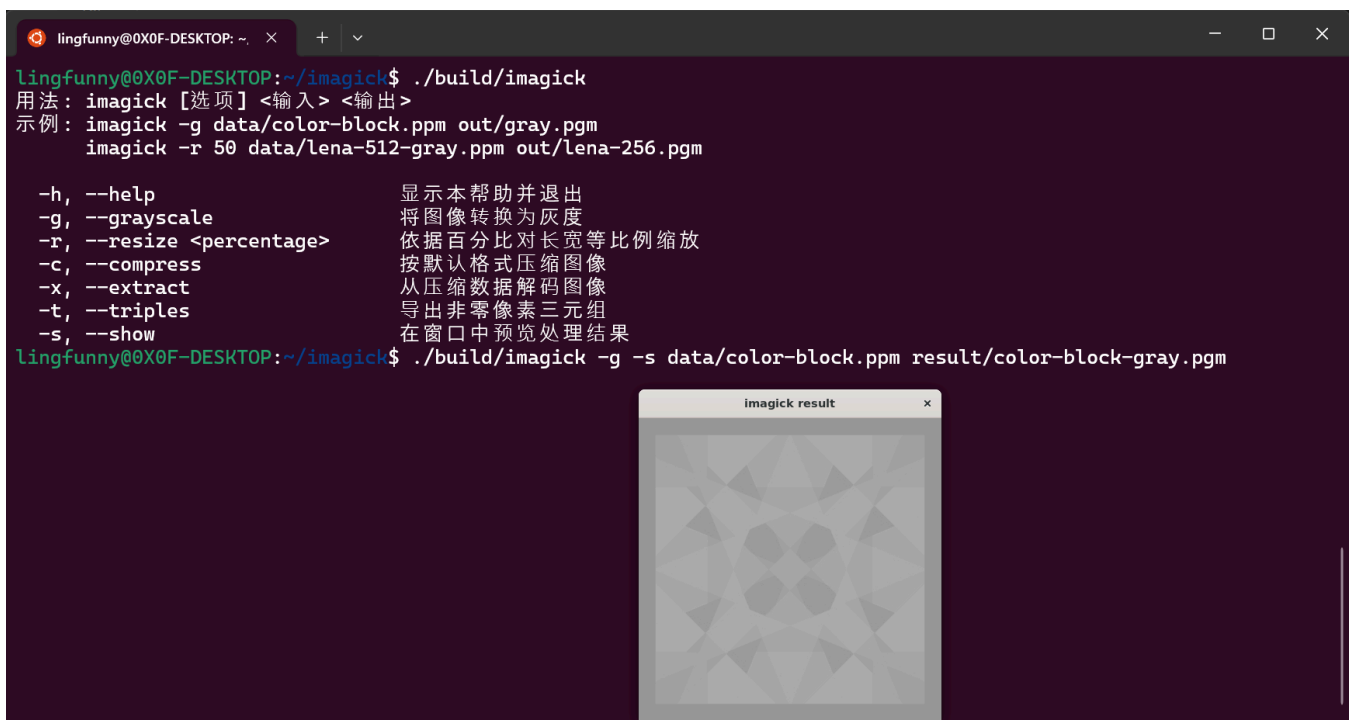 lingfunny@0X0F-DESKTOP: ~
lingfunny@0X0F-DESKTOP:~/imagick$ ./build/imagick
用法: imagick [选项] <输入> <输出>
示例: imagick -g data/color-block.ppm out/gray.pgm
imagick -r 50 data/lena-512-gray.ppm out/lena-256.pgm
-h, --help 显示本帮助并退出
-g, --grayscale 将图像转换为灰度
-r, --resize <percentage> 依据百分比对长宽等比例缩放
-c, --compress 按默认格式压缩图像
-x, --extract 从压缩数据解码图像
-t, --triples 导出非零像素三元组
-s, --show 在窗口中预览处理结果
lingfunny@0X0F-DESKTOP:~/imagick$ ./build/imagick -g -s data/color-block.ppm result/color-block-gray.pgm
imagick result